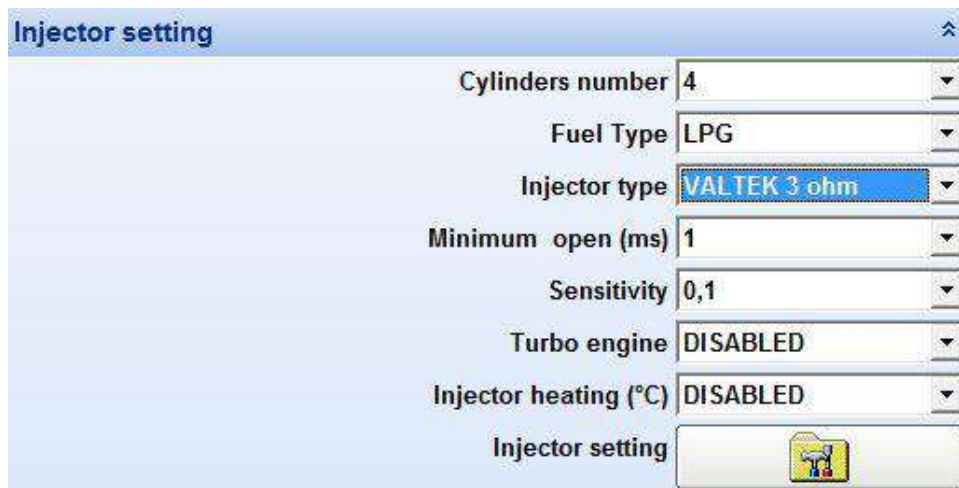 Injector setting
Cylinders number 4
Fuel Type LPG
Injector type VALTEK 3 ohm
Minimum open (ms) 1
Sensitivity 0,1
Turbo engine DISABLED
Injector heating (°C) DISABLED
Injector setting